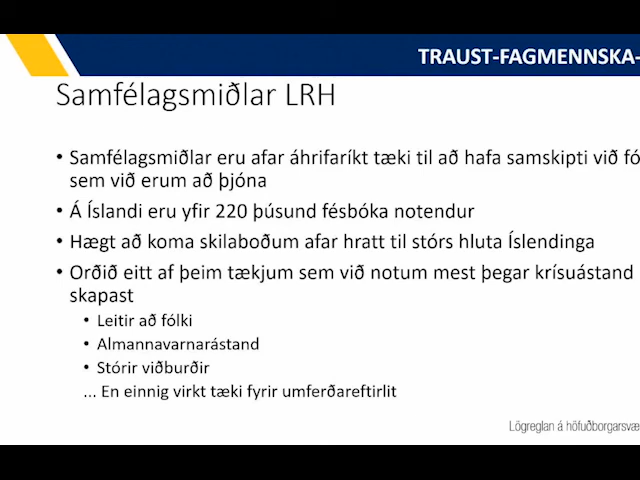 TRAUST-FAGMENNSKA-
Samfélagsmiðlar LRH
• Samfélagsmiðlar eru afar áhrifaríkt tæki til að hafa samskipti við fó
sem við erum að þjóna
• Á Íslandi eru yfir 220 þúsund fésbóka notendur
• Hægt að koma skilaboðum afar hratt til stórs hluta Íslendinga
• Orðið eitt af þeim tækjum sem við notum mest þegar krísuástand
skapast
• Leitir að fólki
• Almannavarnarástand
• Stórir viðburðir
... En einnig virkt tæki fyrir umferðareftirlit
Lögreglan á höfuðborgarsvæ